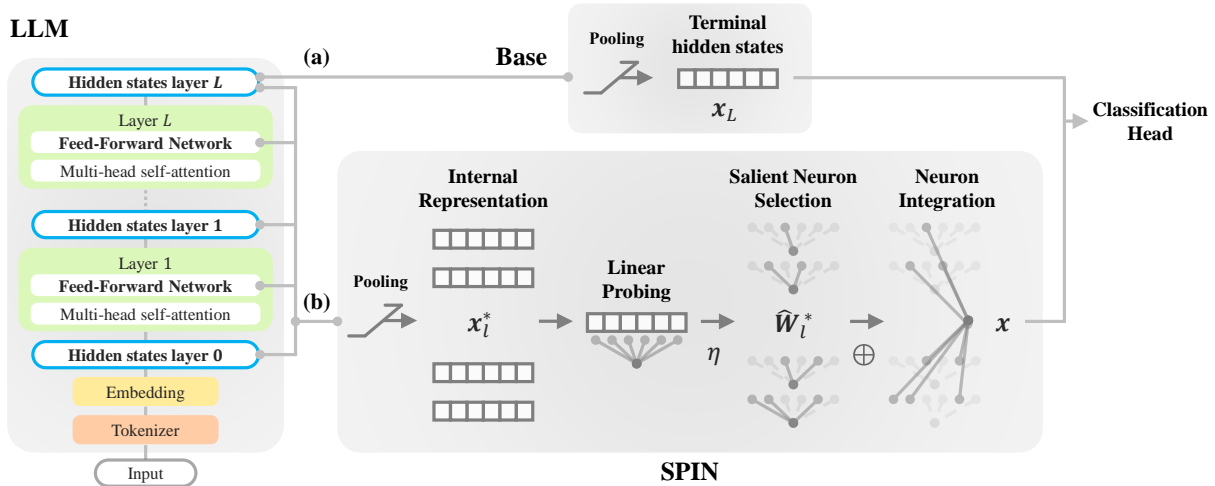 LLM
Hidden states layer L
Layer L
Feed-Forward Network
Multi-head self-attention
Hidden states layer 1
Layer 1
Feed-Forward Network
Multi-head self-attention
Hidden states layer 0
Embedding
Tokenizer
Input
(a)
Base
Pooling
Terminal
hidden states
x_L
Classification
Head
(b)
Pooling
Internal
Representation
x_l^*
Linear
Probing
η
Salient Neuron
Selection
Ŵ_l^*
⊕
Neuron
Integration
x
SPIN